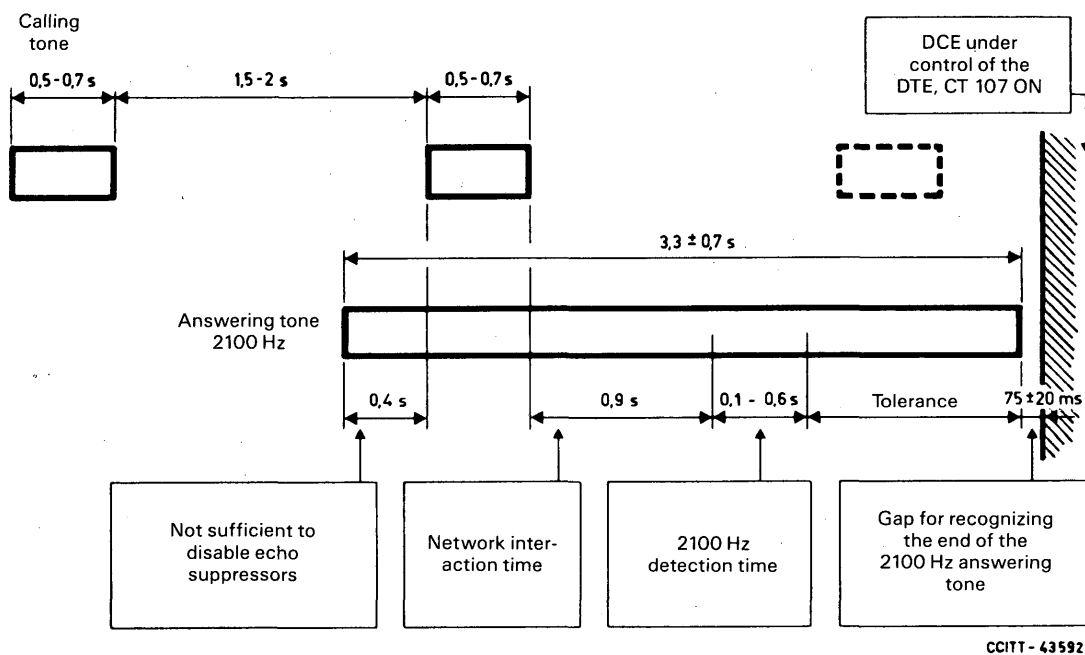 Calling
tone
0,5-0,7 s
1,5-2 s
0,5-0,7 s
DCE under
control of the
DTE, CT 107 ON
3,3 ± 0,7 s
Answering tone
2100 Hz
0,4 s
0,9 s
0,1 - 0,6 s
Tolerance
75 ±20 ms
Not sufficient to
disable echo
suppressors
Network inter-
action time
2100 Hz
detection time
Gap for recognizing
the end of the
2100 Hz answering
tone
CCITT - 43592